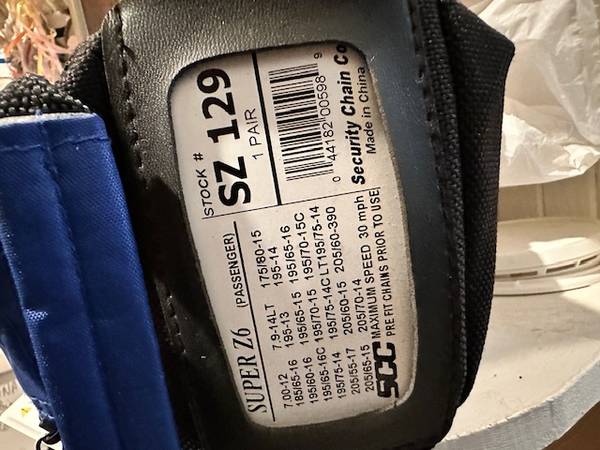 SUPER Z6 (PASSENGER)
7.00-12 7.9-14LT 175/80-15
185/65-16 195-13 195-14
195/60-16 195/65-15 195/65-16
195/65-16C 195/70-15 195/70-15C
195/75-14 195/75-14C LT195/75-14
205/55-17 205/60-15 205/60-390
205/65-15 205/70-14
SCC MAXIMUM SPEED 30 mph
PRE FIT CHAINS PRIOR TO USE
STOCK #
SZ 129
1 PAIR
0 44182 00598 9
Security Chain Co
Made in China